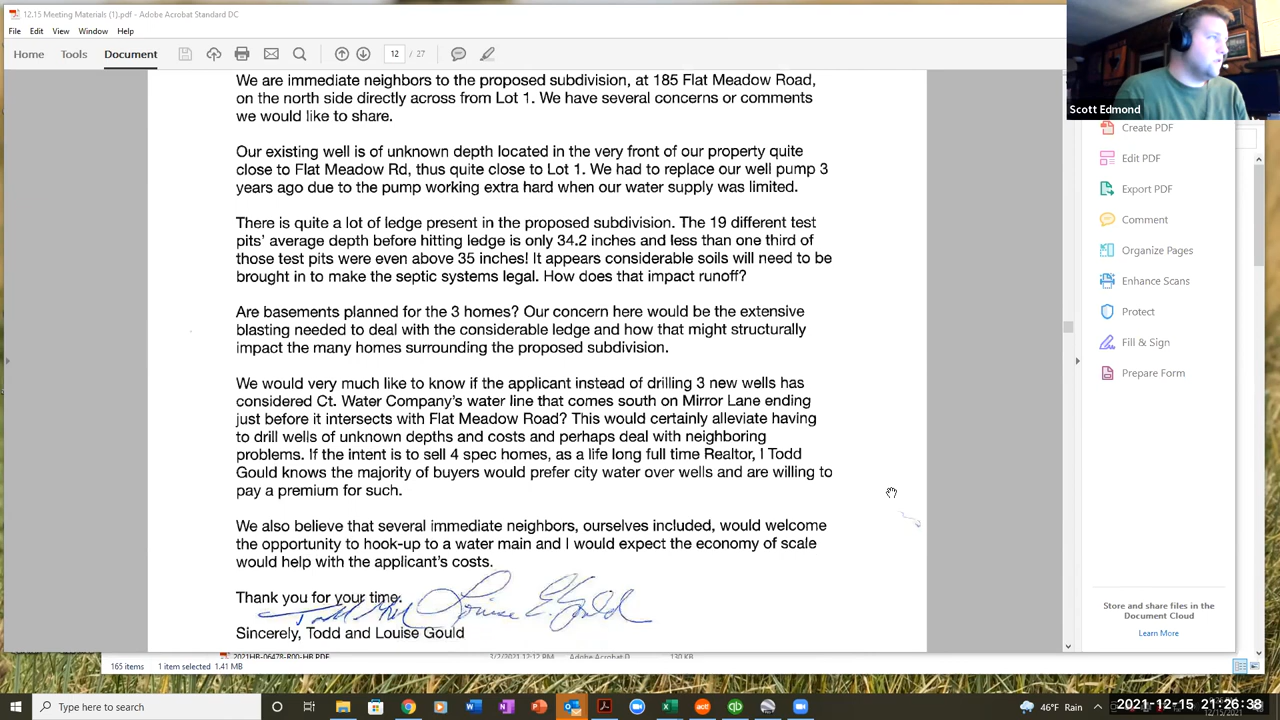 12.15 Meeting Materials (1).pdf - Adobe Acrobat Standard DC
File Edit View Window Help
Home Tools Document 12 / 27
Scott Edmond
We are immediate neighbors to the proposed subdivision, at 185 Flat Meadow Road,
on the north side directly across from Lot 1. We have several concerns or comments
we would like to share.
Our existing well is of unknown depth located in the very front of our property quite
close to Flat Meadow Rd, thus quite close to Lot 1. We had to replace our well pump 3
years ago due to the pump working extra hard when our water supply was limited.
There is quite a lot of ledge present in the proposed subdivision. The 19 different test
pits' average depth before hitting ledge is only 34.2 inches and less than one third of
those test pits were even above 35 inches! It appears considerable soils will need to be
brought in to make the septic systems legal. How does that impact runoff?
Are basements planned for the 3 homes? Our concern here would be the extensive
blasting needed to deal with the considerable ledge and how that might structurally
impact the many homes surrounding the proposed subdivision.
We would very much like to know if the applicant instead of drilling 3 new wells has
considered Ct. Water Company's water line that comes south on Mirror Lane ending
just before it intersects with Flat Meadow Road? This would certainly alleviate having
to drill wells of unknown depths and costs and perhaps deal with neighboring
problems. If the intent is to sell 4 spec homes, as a life long full time Realtor, I Todd
Gould knows the majority of buyers would prefer city water over wells and are willing to
pay a premium for such.
We also believe that several immediate neighbors, ourselves included, would welcome
the opportunity to hook-up to a water main and I would expect the economy of scale
would help with the applicant's costs.
Thank you for your time.
Louise E. Gould
Sincerely, Todd and Louise Gould
Create PDF
Edit PDF
Export PDF
Comment
Organize Pages
Enhance Scans
Protect
Fill & Sign
Prepare Form
Store and share files in the
Document Cloud
Learn More
2021HB-06478-R00-HB.PDF 3/2/2021 12:12 PM Adobe Acrobat D 130 KB
165 items 1 item selected 1.41 MB
Type here to search
46°F Rain
2021-12-15 21:26:38